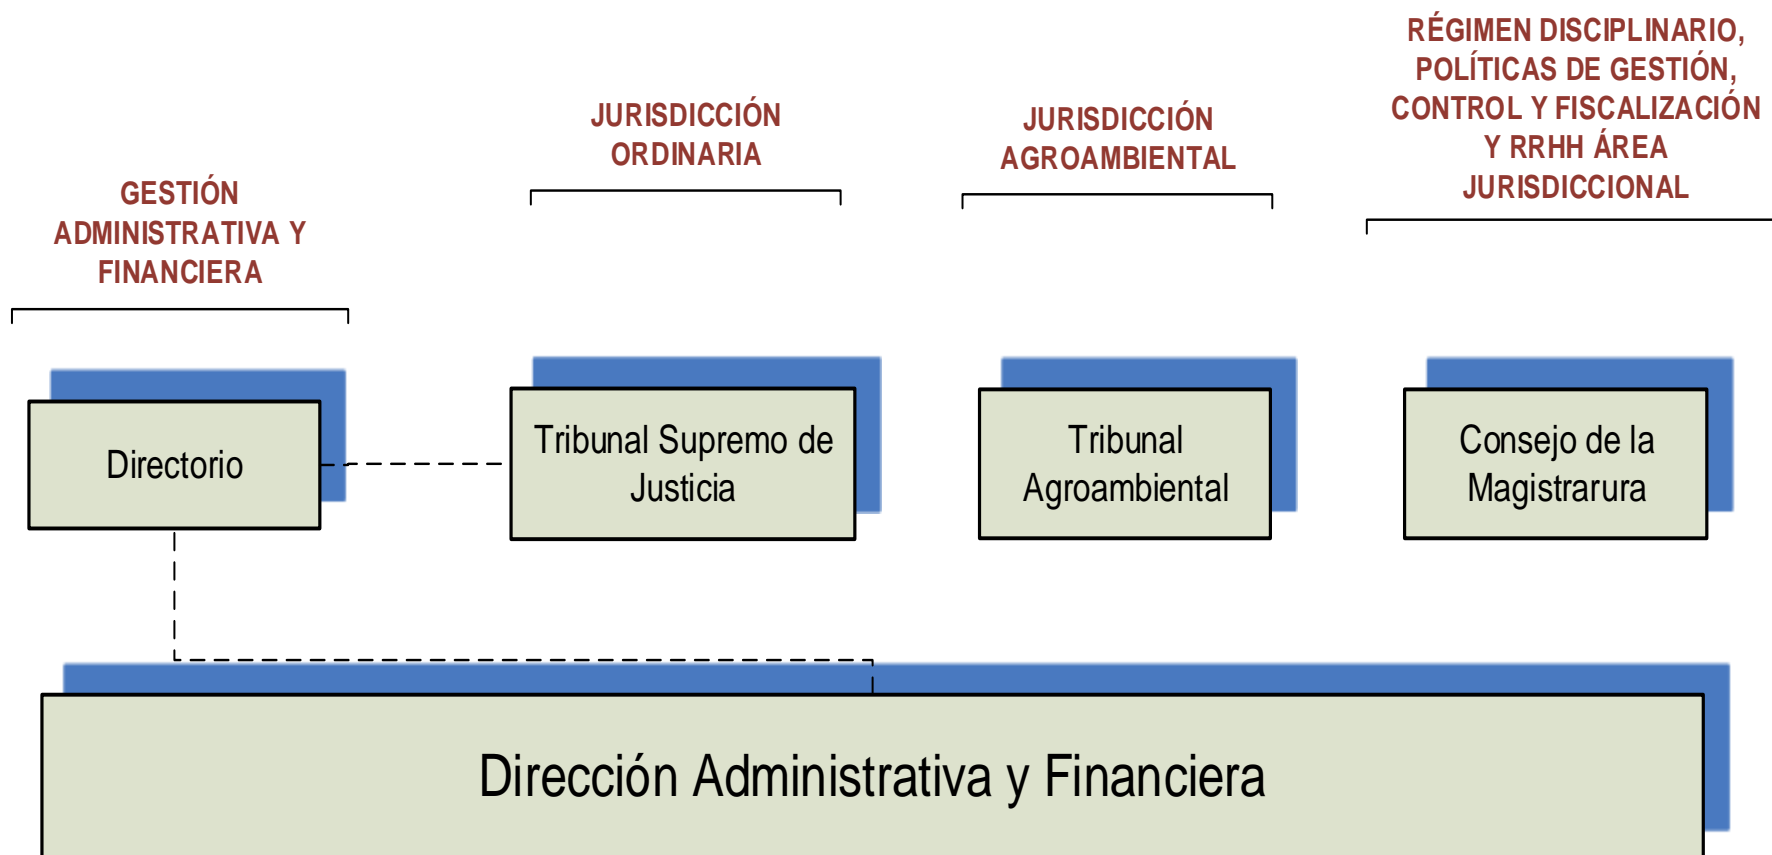 GESTIÓN
ADMINISTRATIVA Y
FINANCIERA
JURISDICCIÓN
ORDINARIA
JURISDICCIÓN
AGROAMBIENTAL
RÉGIMEN DISCIPLINARIO,
POLÍTICAS DE GESTIÓN,
CONTROL Y FISCALIZACIÓN
Y RRHH ÁREA
JURISDICCIONAL
Directorio
Tribunal Supremo de
Justicia
Tribunal
Agroambiental
Consejo de la
Magistrarura
Dirección Administrativa y Financiera